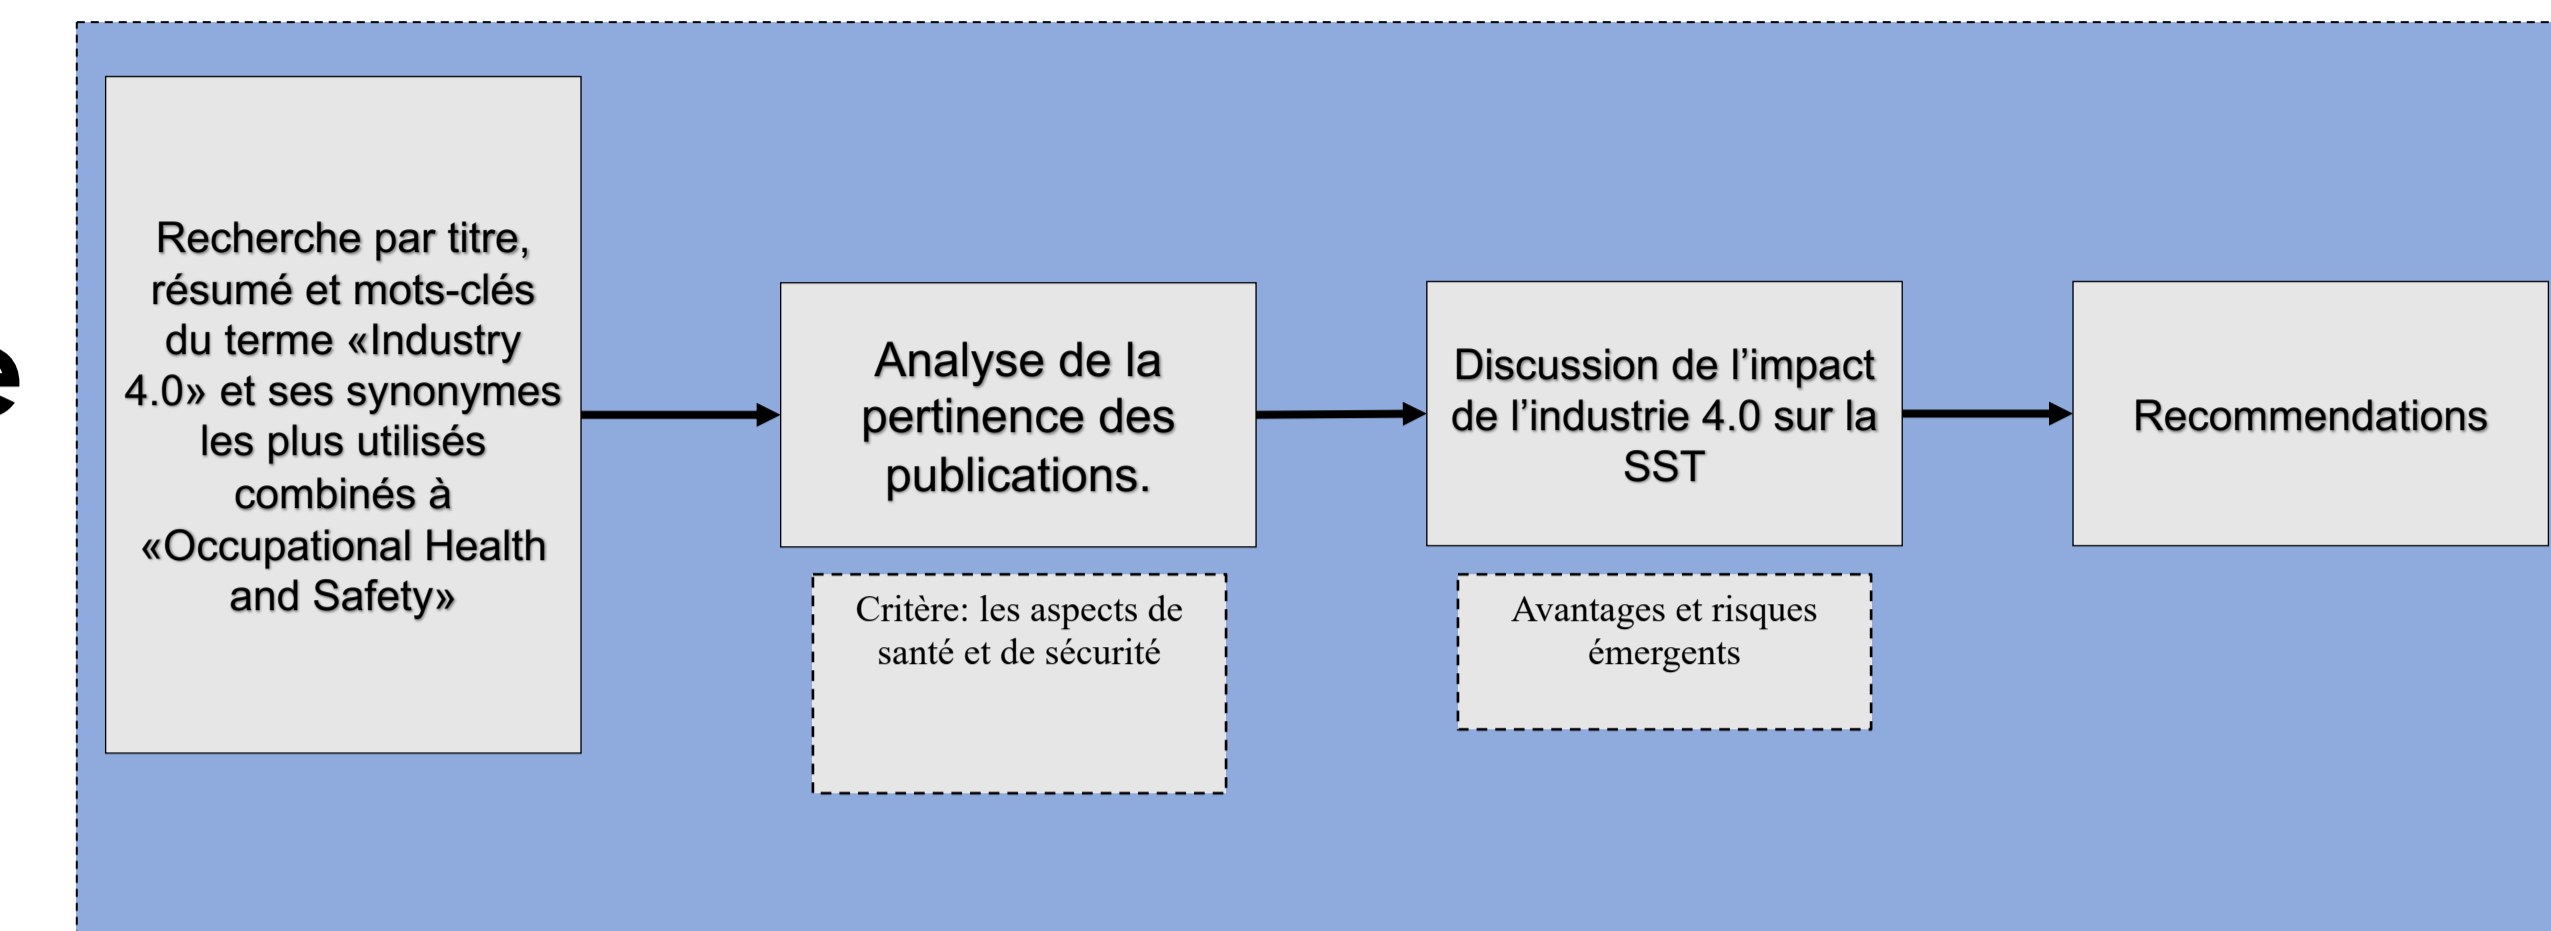 e
Recherche par titre,
résumé et mots-clés
du terme «Industry
4.0» et ses synonymes
les plus utilisés
combinés à
«Occupational Health
and Safety»
Analyse de la
pertinence des
publications.
Critère: les aspects de
santé et de sécurité
Discussion de l’impact
de l’industrie 4.0 sur la
SST
Avantages et risques
émergents
Recommendations